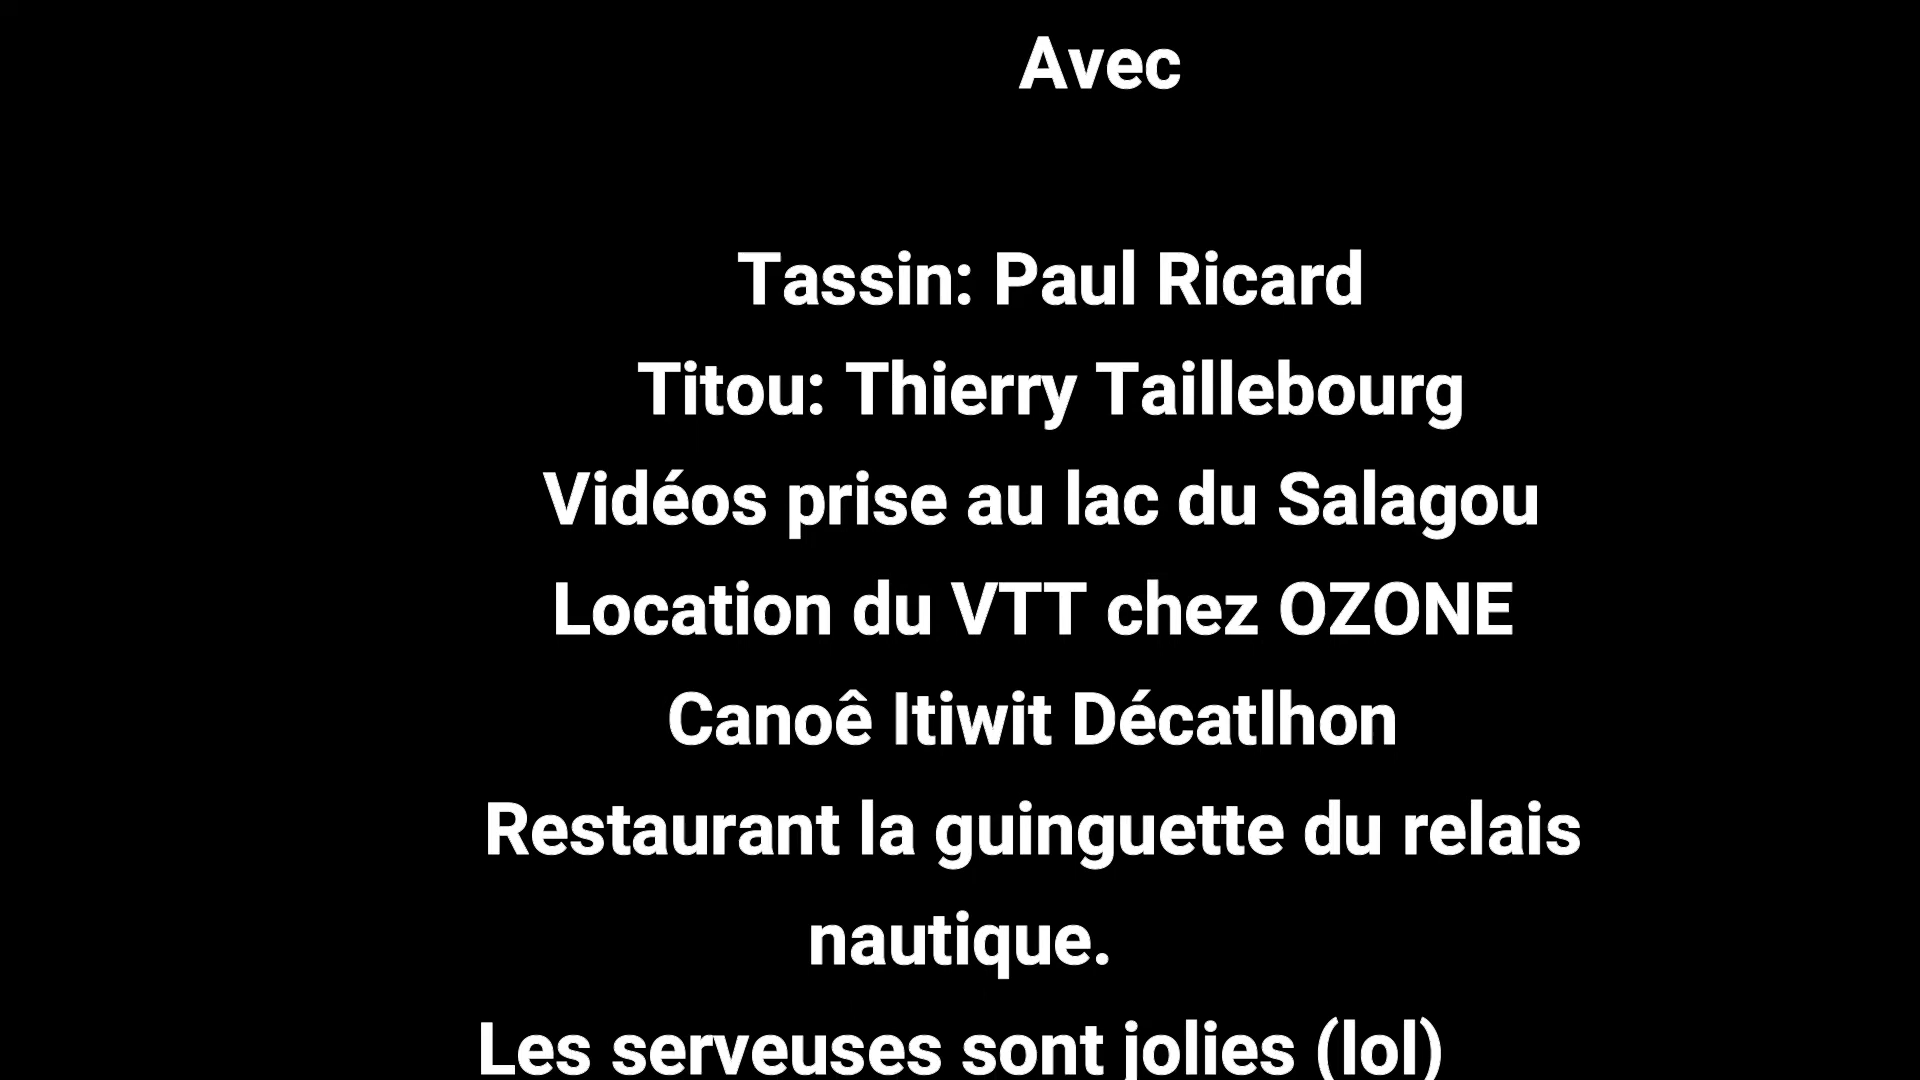 Avec
Tassin: Paul Ricard
Titou: Thierry Taillebourg
Vidéos prise au lac du Salagou
Location du VTT chez OZONE
Canoê Itiwit Décatlhon
Restaurant la guinguette du relais
nautique.
Les serveuses sont jolies (lol)